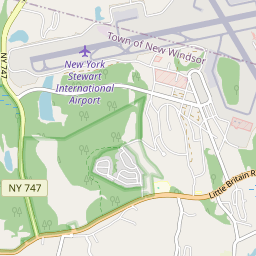 NY 747
Town of New Windsor
New York
Stewart
International
Airport
NY 747
Little Britain R